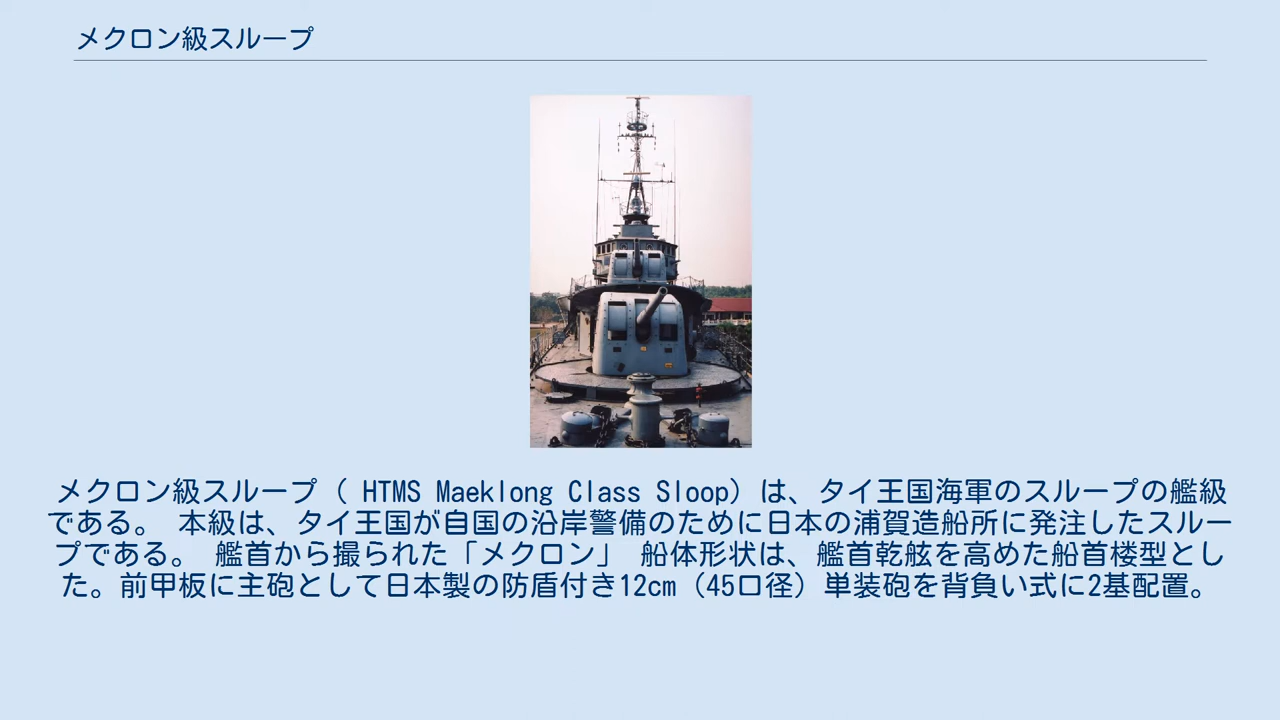 メクロン級スループ
メクロン級スループ（ HTMS Maeklong Class Sloop）は、タイ王国海軍のスループの艦級
である。 本級は、タイ王国が自国の沿岸警備のために日本の浦賀造船所に発注したスルー
プである。 艦首から撮られた「メクロン」 船体形状は、艦首乾舷を高めた船首楼型とし
た。前甲板に主砲として日本製の防盾付き12cm（45口径）単装砲を背負い式に2基配置。